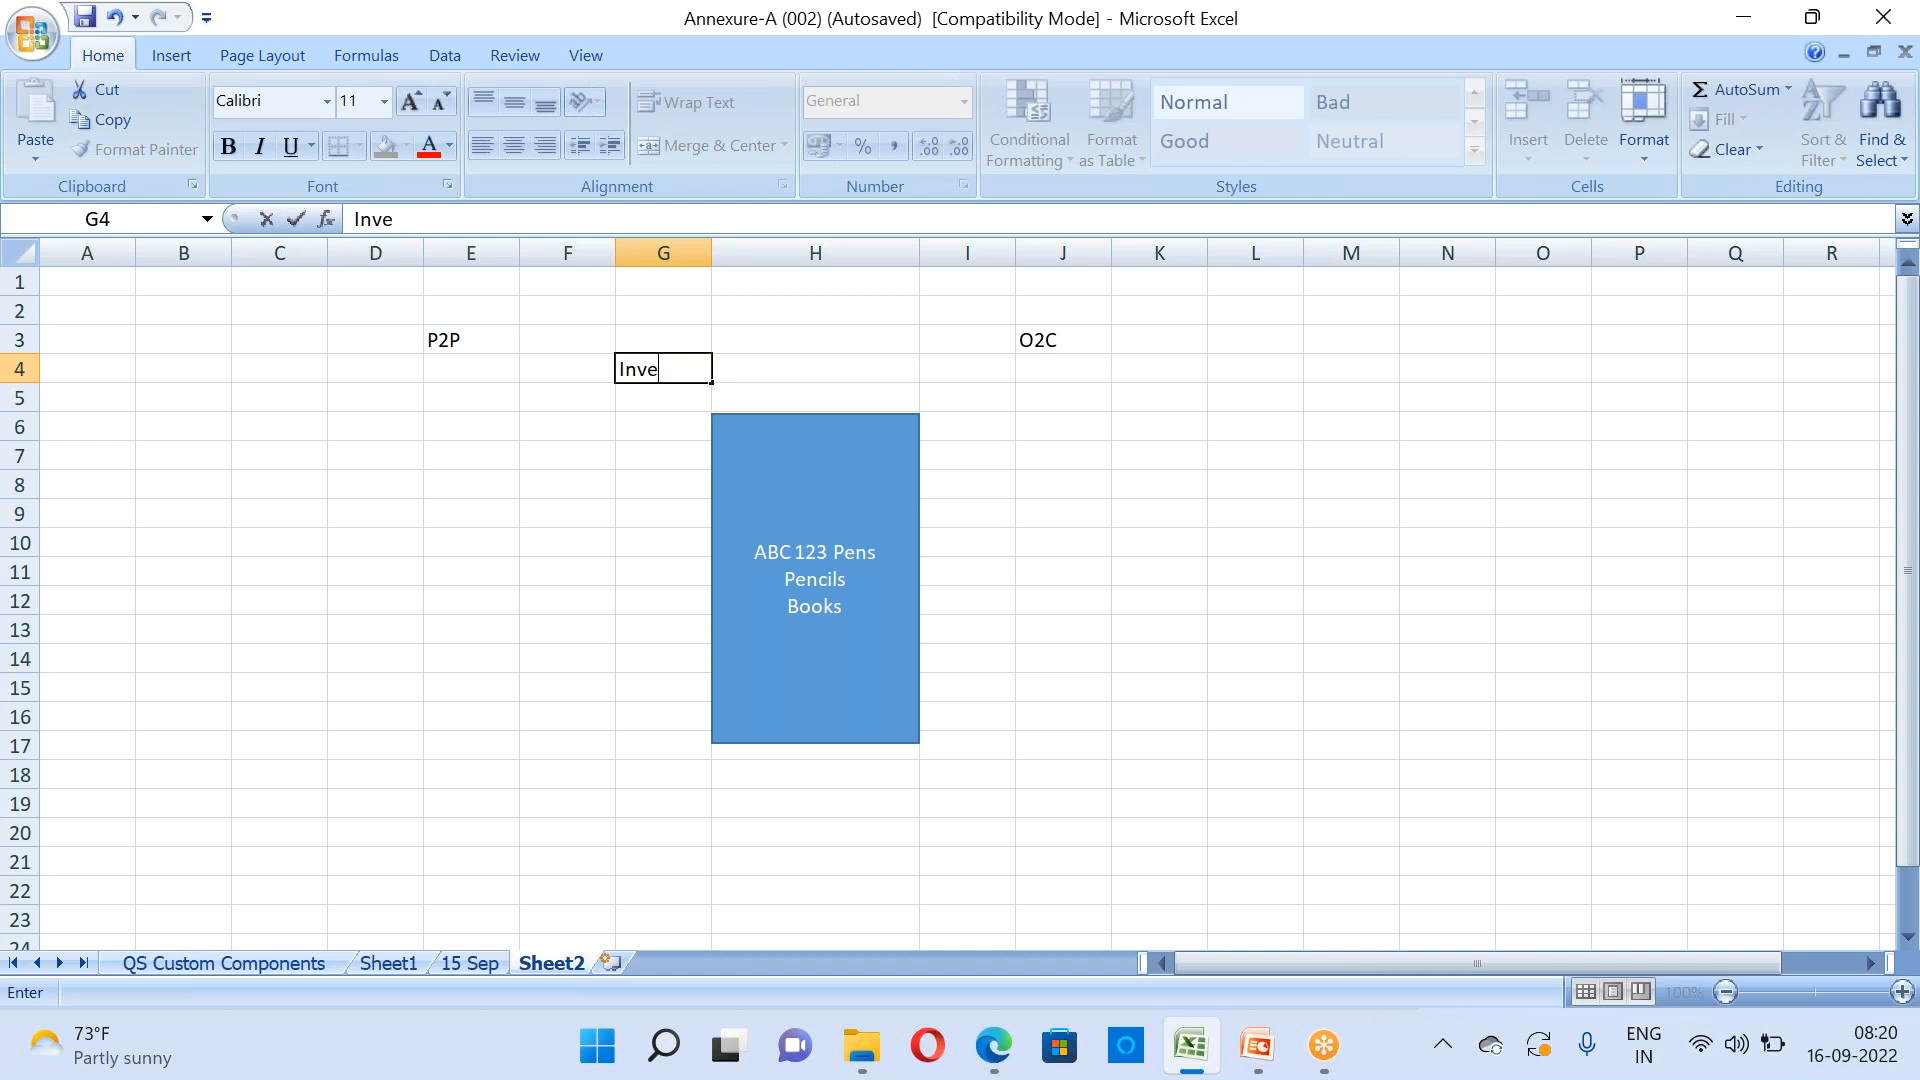 Annexure-A (002) (Autosaved)  [Compatibility Mode] - Microsoft Excel
Home Insert Page Layout Formulas Data Review View
Paste
Cut
Copy
Format Painter
Clipboard
Calibri 11
B I U A
Font
Wrap Text
Merge & Center
Alignment
General
%
Number
Conditional Formatting
Format as Table
Normal Bad
Good Neutral
Styles
Insert Delete Format
Cells
AutoSum
Fill
Clear
Sort & Filter
Find & Select
Editing
G4 fx Inve
A B C D E F G H I J K L M N O P Q R
1
2
3 P2P O2C
4 Inve
5
6
7
8
9
10
11
12
13
14
15
16
17
18
19
20
21
22
23
24
ABC 123 Pens
Pencils
Books
QS Custom Components Sheet1 15 Sep Sheet2
Enter 100%
73°F
Partly sunny
ENG
IN
08:20
16-09-2022